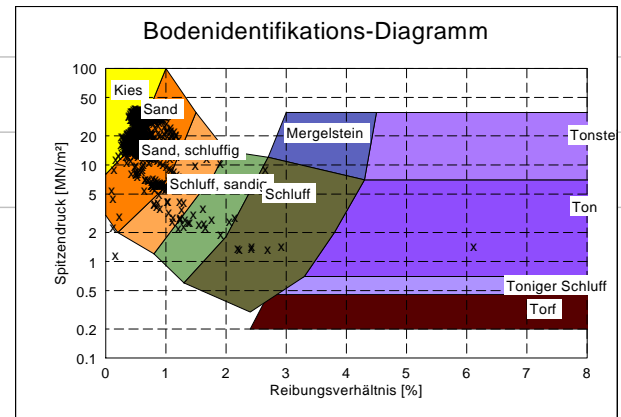 Bodenidentifikations-Diagramm
Spitzendruck [MN/m²]
100
50
20
10
5
2
1
0.5
0.2
0.1
Kies
Sand
Sand, schluffig
Schluff, sandig
Schluff
Mergelstein
Tonste
Ton
Toniger Schluff
Torf
0 1 2 3 4 5 6 7 8
Reibungsverhältnis [%]